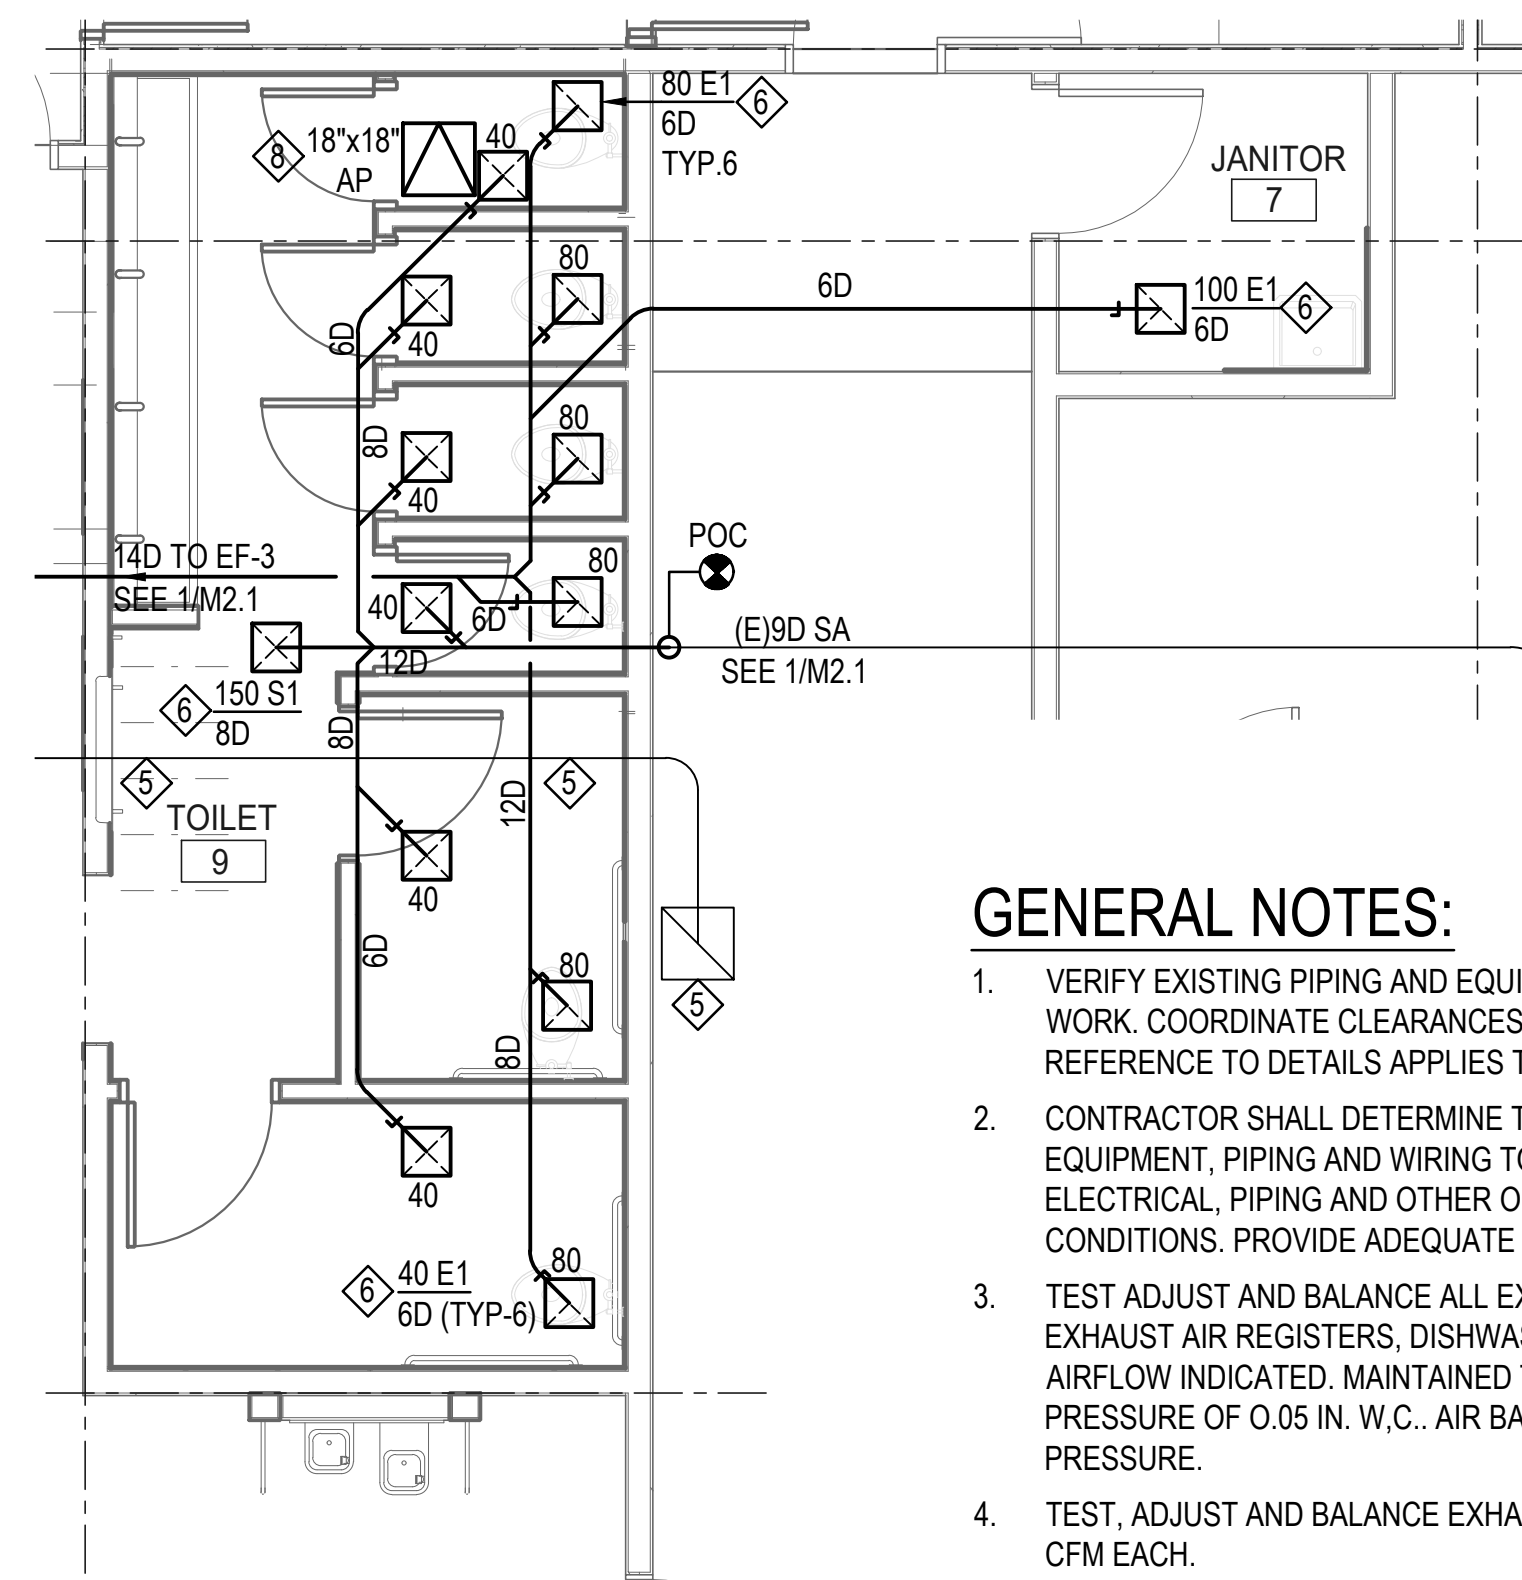 80 E1
6
6D
TYP.6
8
18"x18"
AP
40
JANITOR
7
80
6D
100 E1
6
6D
6D
40
80
8D
40
14D TO EF-3
SEE 1/M2.1
POC
80
40
6D
(E)9D SA
SEE 1/M2.1
12D
6
150 S1
8D
8D
5
5
12D
TOILET
9
40
6D
80
5
8D
40
6
40 E1
6D (TYP-6)
80
GENERAL NOTES:
1. VERIFY EXISTING PIPING AND EQUI
WORK. COORDINATE CLEARANCES
REFERENCE TO DETAILS APPLIES T
2. CONTRACTOR SHALL DETERMINE T
EQUIPMENT, PIPING AND WIRING TO
ELECTRICAL, PIPING AND OTHER O
CONDITIONS. PROVIDE ADEQUATE
3. TEST ADJUST AND BALANCE ALL EX
EXHAUST AIR REGISTERS, DISHWAS
AIRFLOW INDICATED. MAINTAINED T
PRESSURE OF O.05 IN. W,C.. AIR BA
PRESSURE.
4. TEST, ADJUST AND BALANCE EXHA
CFM EACH.